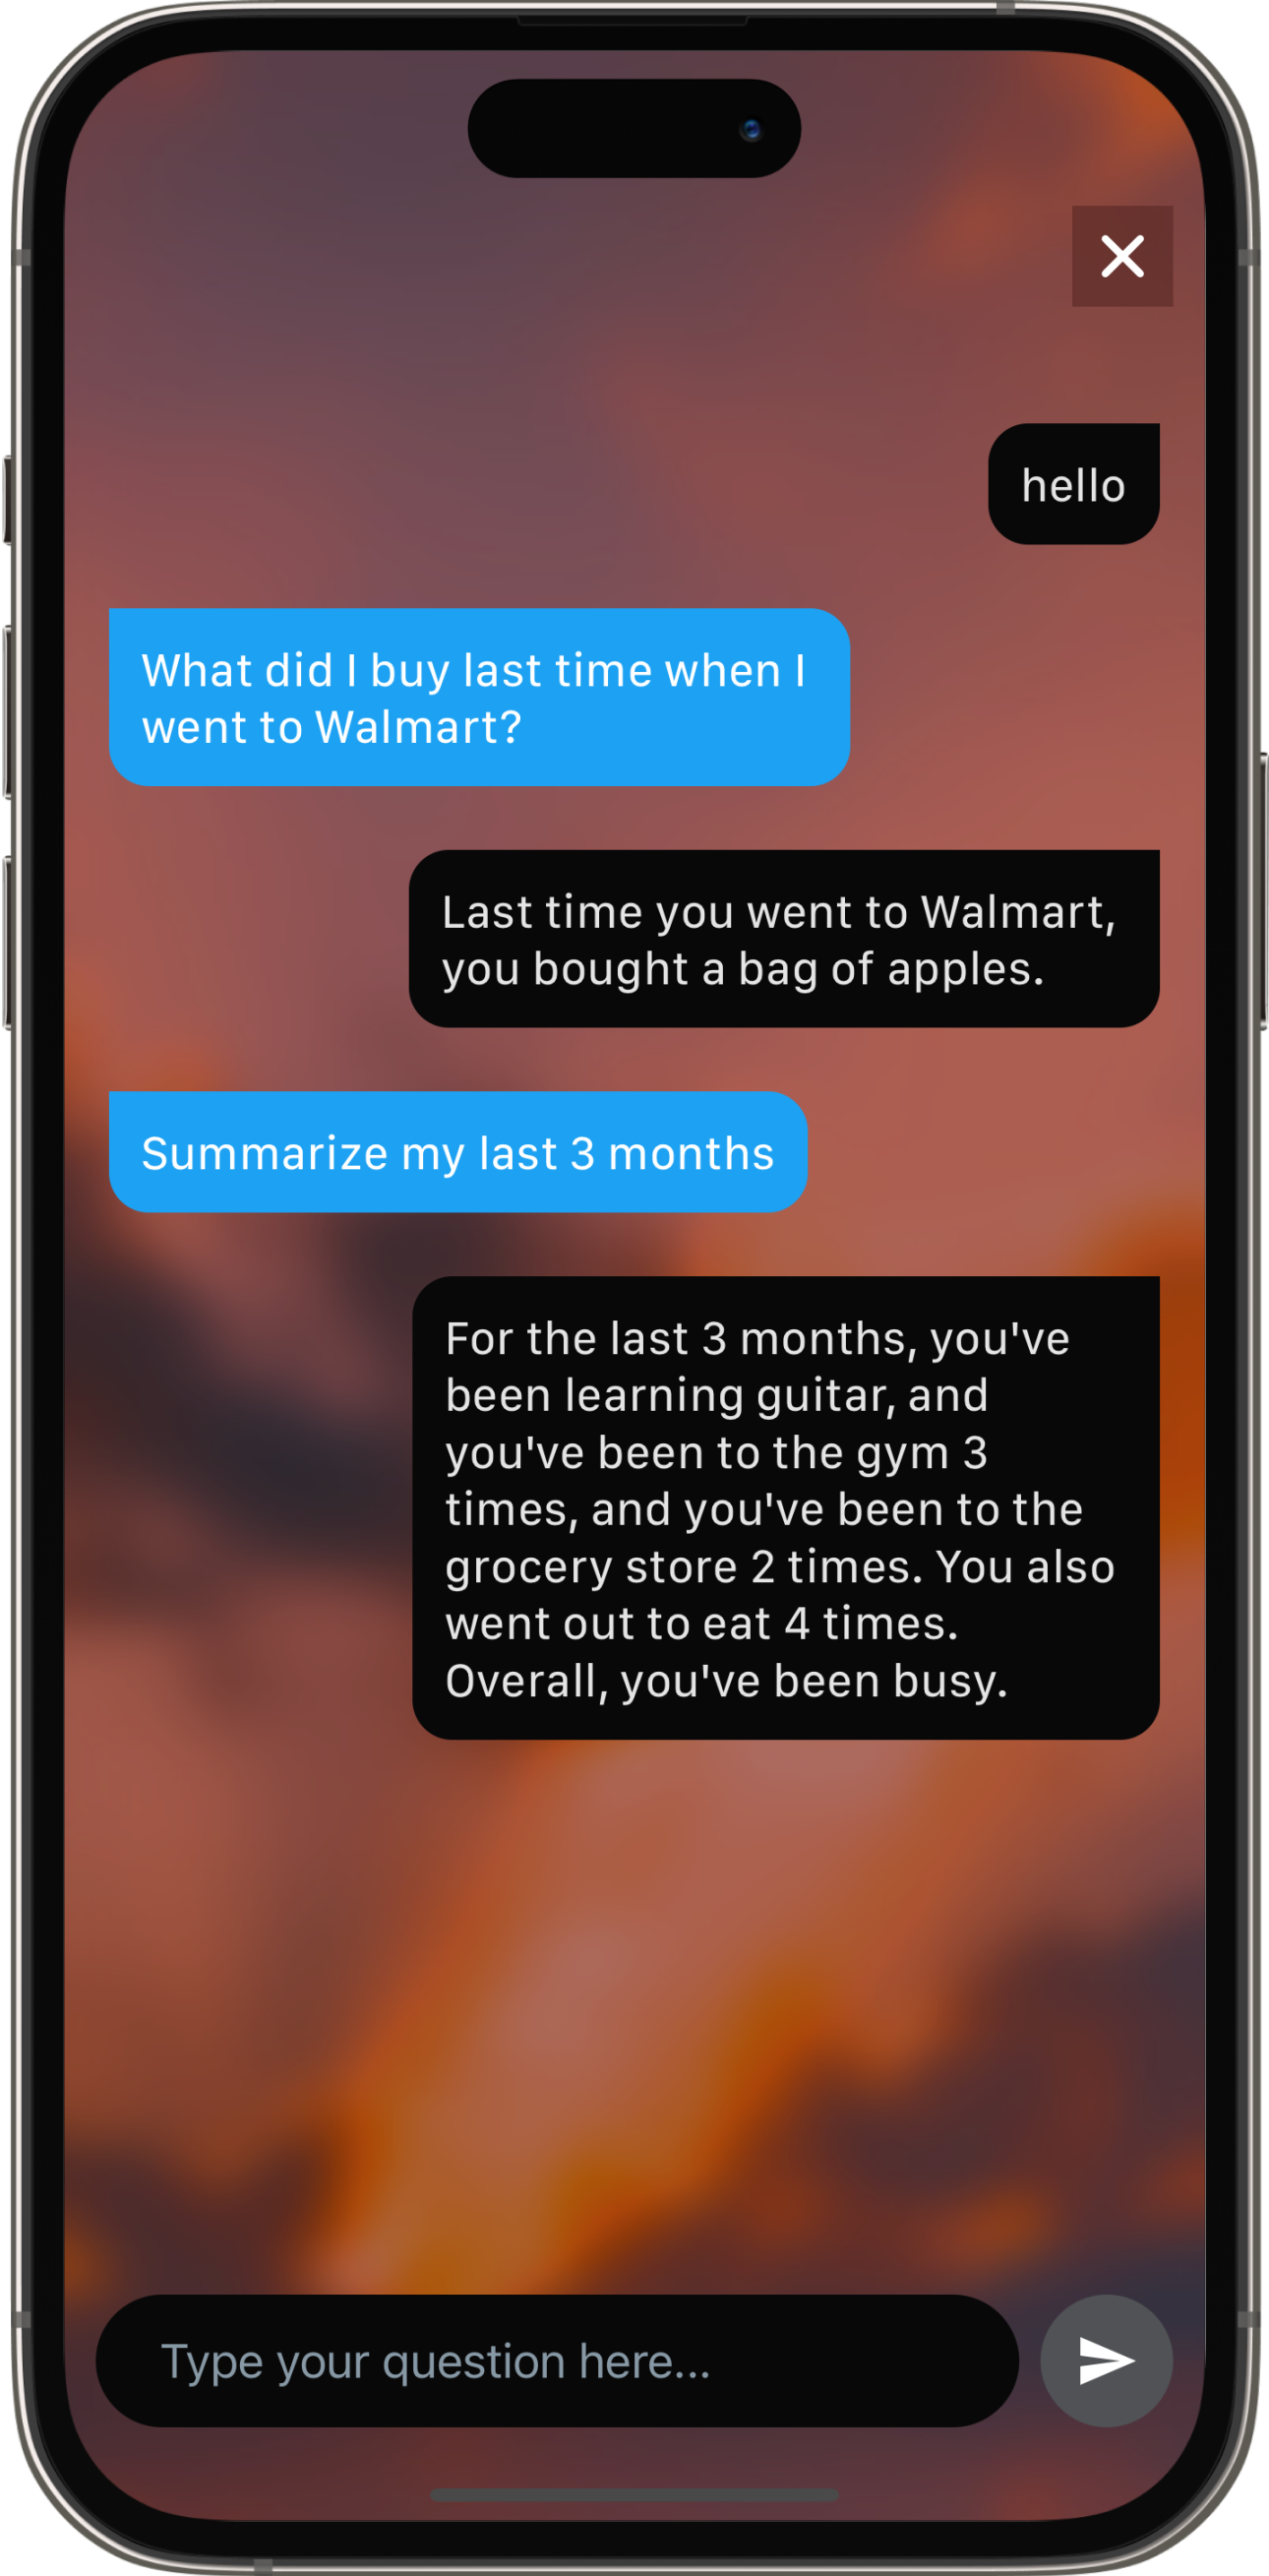 hello
What did I buy last time when I
went to Walmart?
Last time you went to Walmart,
you bought a bag of apples.
Summarize my last 3 months
For the last 3 months, you've
been learning guitar, and
you've been to the gym 3
times, and you've been to the
grocery store 2 times. You also
went out to eat 4 times.
Overall, you've been busy.
Type your question here...